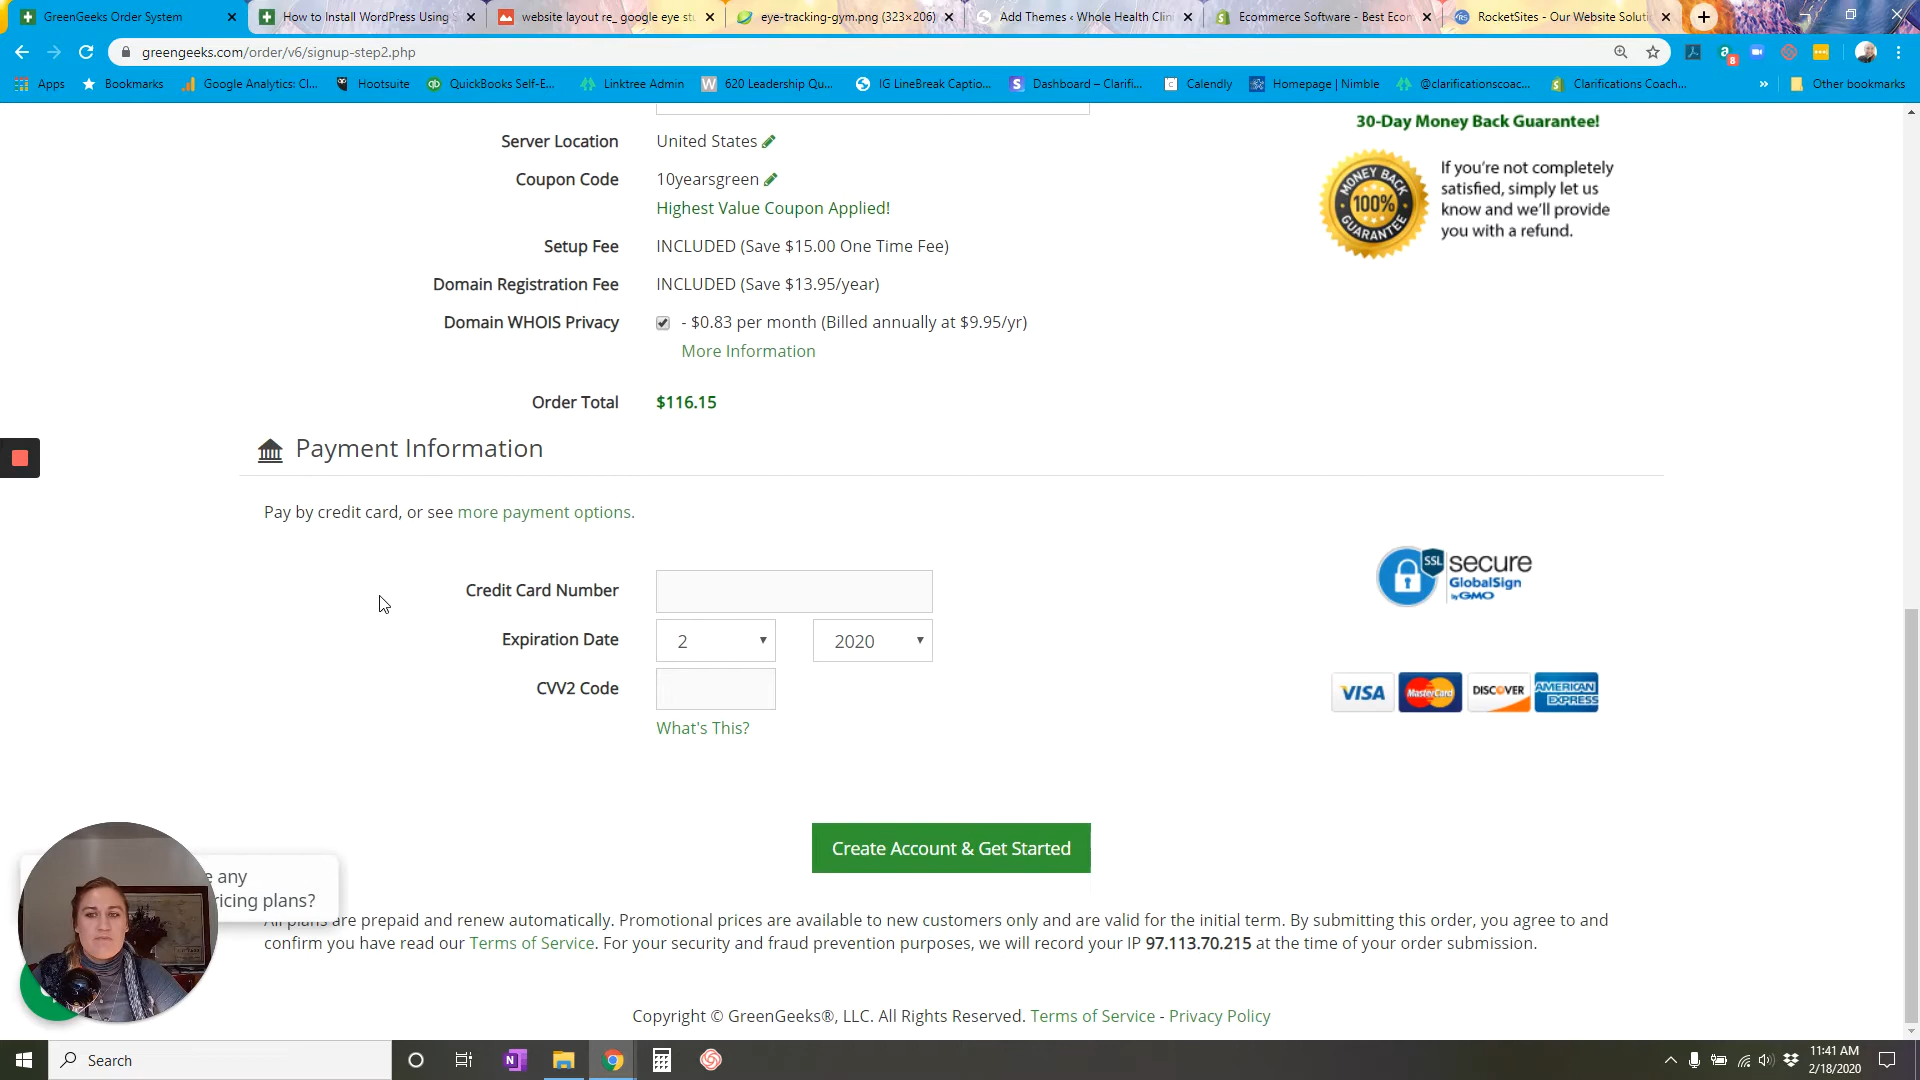 GreenGeeks Order System
How to Install WordPress Using S
website layout re_ google eye stu
eye-tracking-gym.png (323×206)
Add Themes ‹ Whole Health Clini
Ecommerce Software - Best Ecom
RocketSites - Our Website Soluti
greengeeks.com/order/v6/signup-step2.php
8
Apps
Bookmarks
Google Analytics: Cl...
Hootsuite
QuickBooks Self-E...
Linktree Admin
620 Leadership Qu...
IG LineBreak Captio...
Dashboard – Clarifi...
Calendly
Homepage | Nimble
@clarificationscoac...
Clarifications Coach...
»
Other bookmarks
Server Location
United States
Coupon Code
10yearsgreen
Highest Value Coupon Applied!
Setup Fee
INCLUDED (Save $15.00 One Time Fee)
Domain Registration Fee
INCLUDED (Save $13.95/year)
Domain WHOIS Privacy
- $0.83 per month (Billed annually at $9.95/yr)
More Information
Order Total
$116.15
30-Day Money Back Guarantee!
MONEY BACK
100%
GUARANTEE
If you're not completely
satisfied, simply let us
know and we'll provide
you with a refund.
Payment Information
Pay by credit card, or see more payment options.
Credit Card Number
Expiration Date
2
2020
CVV2 Code
What's This?
SSL
secure
GlobalSign
by GMO
VISA
MasterCard
DISCOVER
AMERICAN
EXPRESS
Create Account & Get Started
e any
ricing plans?
All plans are prepaid and renew automatically. Promotional prices are available to new customers only and are valid for the initial term. By submitting this order, you agree to and
confirm you have read our Terms of Service. For your security and fraud prevention purposes, we will record your IP 97.113.70.215 at the time of your order submission.
Copyright © GreenGeeks®, LLC. All Rights Reserved. Terms of Service - Privacy Policy
Search
11:41 AM
2/18/2020